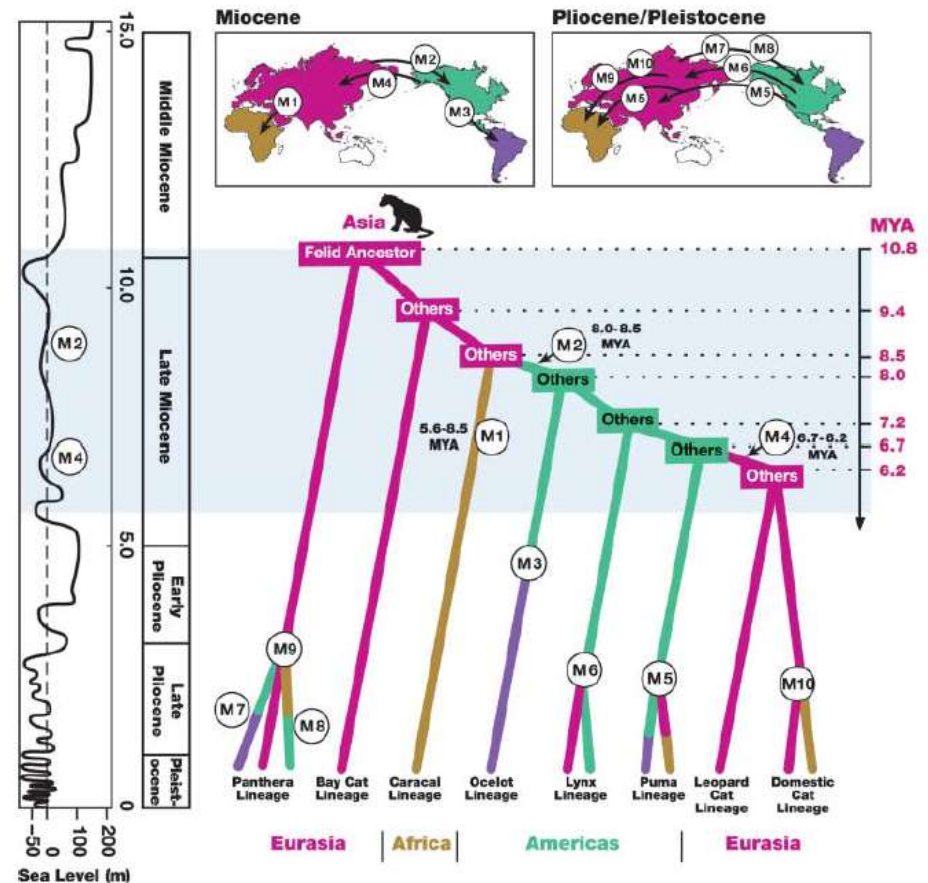 Miocene
Pliocene/Pleistocene
M2
M4
M1
M3
M7
M8
M10
M6
M9
M5
M5
15.0
10.0
5.0
0
Middle Miocene
Late Miocene
Early
Pliocene
Late
Pliocene
Pleist-
ocene
M2
M4
-50
0
100
200
Sea Level (m)
Asia
MYA
Felid Ancestor
10.8
Others
9.4
Others
8.5
M2
8.0-8.5
MYA
Others
8.0
Others
7.2
5.6-8.5
MYA
M1
Others
6.7
M4
6.7-6.2
MYA
Others
6.2
M3
M9
M6
M5
M10
M7
M8
Panthera
Lineage
Bay Cat
Lineage
Caracal
Lineage
Ocelot
Lineage
Lynx
Lineage
Puma
Lineage
Leopard
Cat
Lineage
Domestic
Cat
Lineage
Eurasia
Africa
Americas
Eurasia